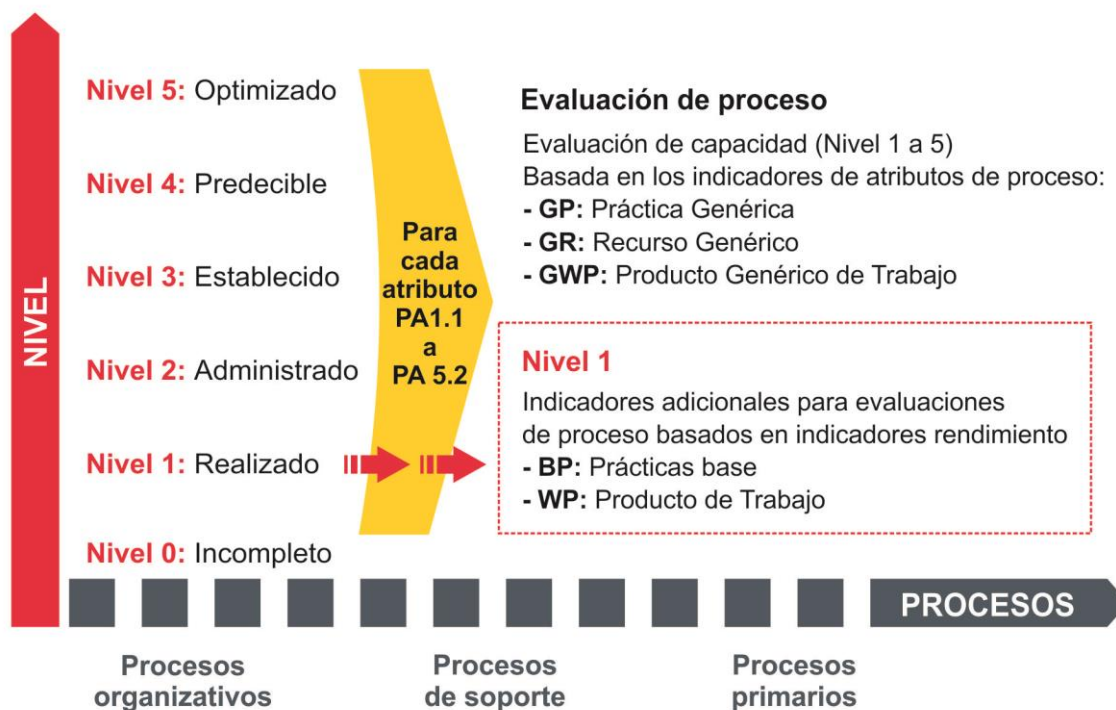 NIVEL
Nivel 5: Optimizado
Nivel 4: Predecible
Nivel 3: Establecido
Nivel 2: Administrado
Nivel 1: Realizado
Nivel 0: Incompleto
Para
cada
atributo
PA1.1
a
PA 5.2
Evaluación de proceso
Evaluación de capacidad (Nivel 1 a 5)
Basada en los indicadores de atributos de proceso:
- GP: Práctica Genérica
- GR: Recurso Genérico
- GWP: Producto Genérico de Trabajo
Nivel 1
Indicadores adicionales para evaluaciones
de proceso basados en indicadores rendimiento
- BP: Prácticas base
- WP: Producto de Trabajo
PROCESOS
Procesos
organizativos
Procesos
de soporte
Procesos
primarios